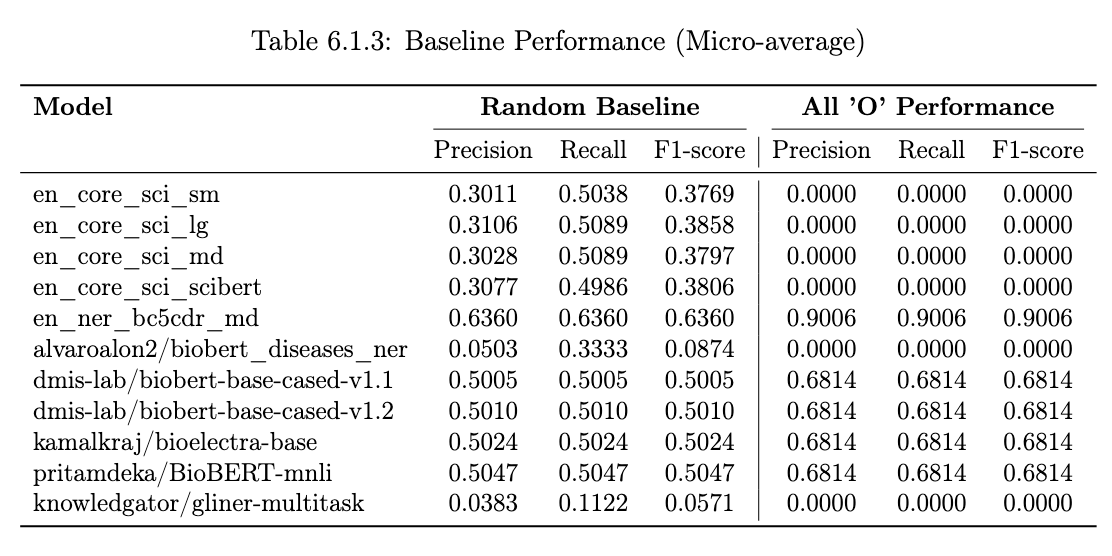 Table 6.1.3: Baseline Performance (Micro-average)
Model Random Baseline All 'O' Performance
Precision Recall F1-score Precision Recall F1-score
en_core_sci_sm 0.3011 0.5038 0.3769 0.0000 0.0000 0.0000
en_core_sci_lg 0.3106 0.5089 0.3858 0.0000 0.0000 0.0000
en_core_sci_md 0.3028 0.5089 0.3797 0.0000 0.0000 0.0000
en_core_sci_scibert 0.3077 0.4986 0.3806 0.0000 0.0000 0.0000
en_ner_bc5cdr_md 0.6360 0.6360 0.6360 0.9006 0.9006 0.9006
alvaroalon2/biobert_diseases_ner 0.0503 0.3333 0.0874 0.0000 0.0000 0.0000
dmis-lab/biobert-base-cased-v1.1 0.5005 0.5005 0.5005 0.6814 0.6814 0.6814
dmis-lab/biobert-base-cased-v1.2 0.5010 0.5010 0.5010 0.6814 0.6814 0.6814
kamalkraj/bioelectra-base 0.5024 0.5024 0.5024 0.6814 0.6814 0.6814
pritamdeka/BioBERT-mnli 0.5047 0.5047 0.5047 0.6814 0.6814 0.6814
knowledgator/gliner-multitask 0.0383 0.1122 0.0571 0.0000 0.0000 0.0000